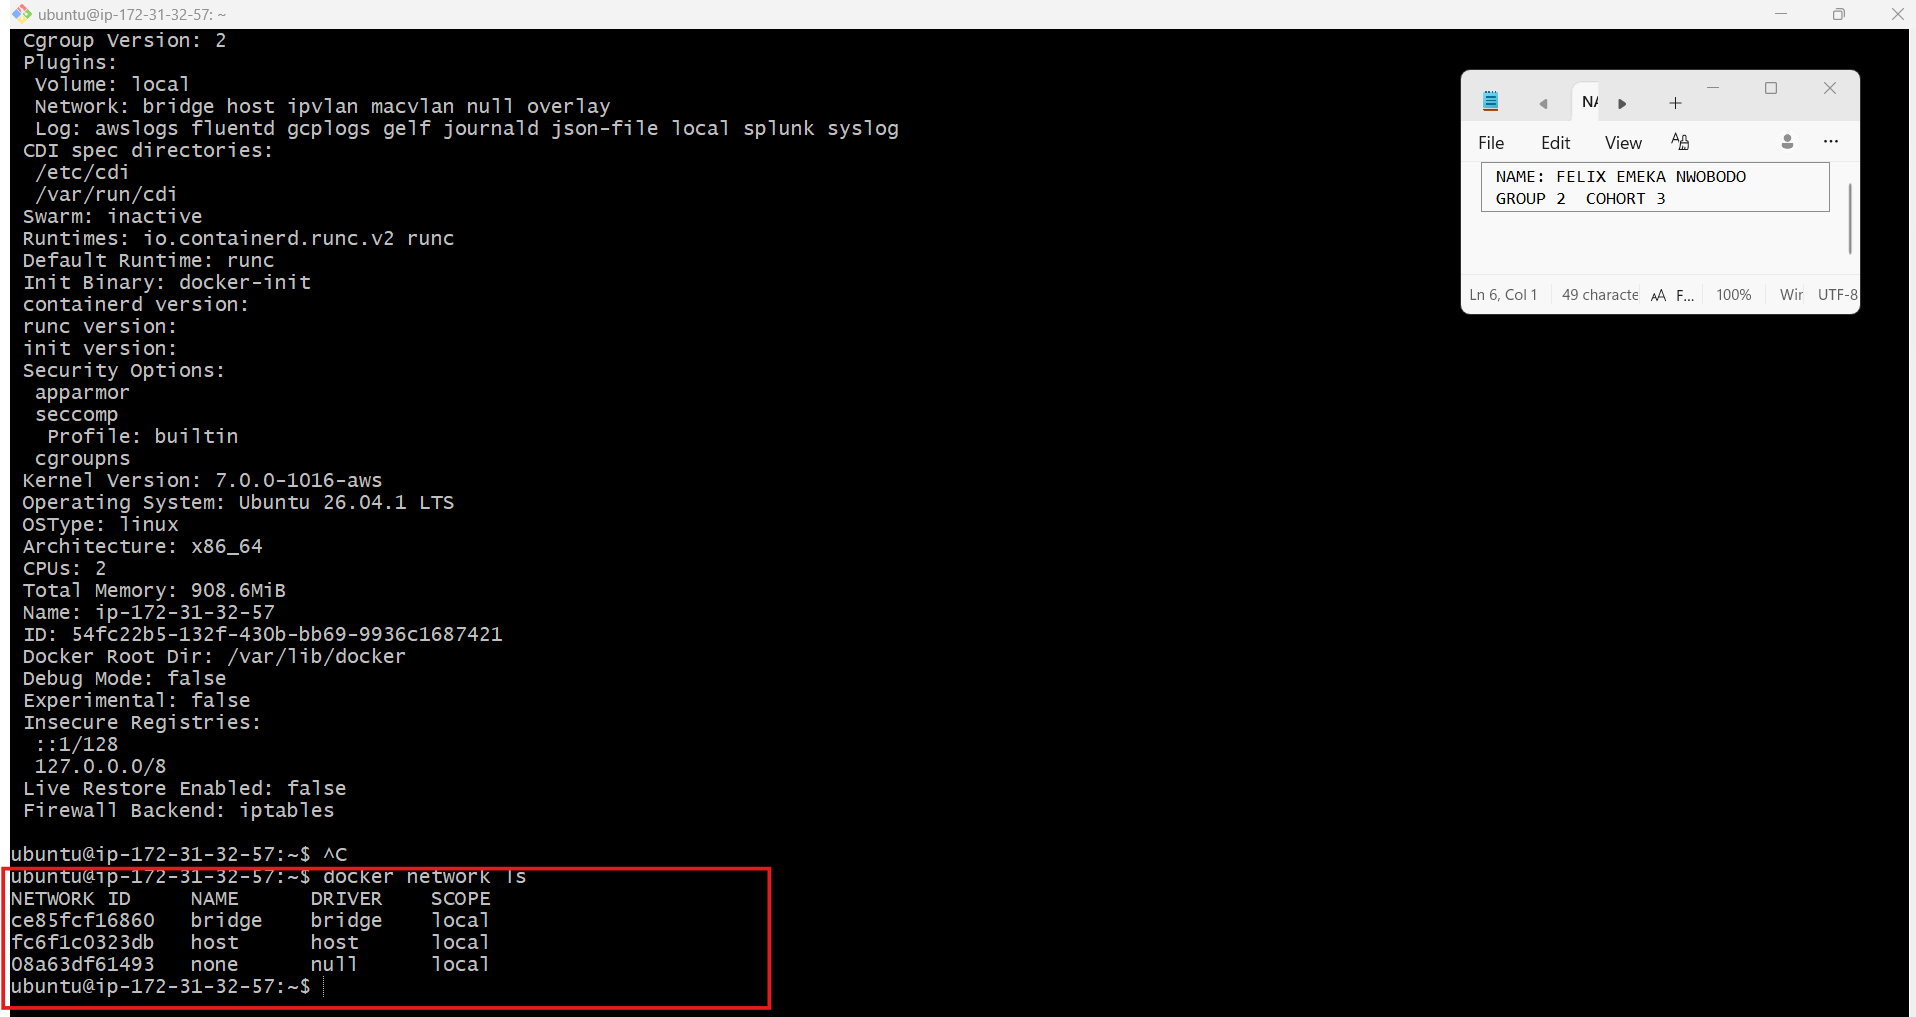 ubuntu@ip-172-31-32-57: ~
Cgroup Version: 2
Plugins:
Volume: local
Network: bridge host ipvlan macvlan null overlay
Log: awslogs fluentd gcplogs gelf journald json-file local splunk syslog
CDI spec directories:
/etc/cdi
/var/run/cdi
Swarm: inactive
Runtimes: io.containerd.runc.v2 runc
Default Runtime: runc
Init Binary: docker-init
containerd version:
runc version:
init version:
Security Options:
apparmor
seccomp
Profile: builtin
cgroupns
Kernel Version: 7.0.0-1016-aws
Operating System: Ubuntu 26.04.1 LTS
OSType: linux
Architecture: x86_64
CPUs: 2
Total Memory: 908.6MiB
Name: ip-172-31-32-57
ID: 54fc22b5-132f-430b-bb69-9936c1687421
Docker Root Dir: /var/lib/docker
Debug Mode: false
Experimental: false
Insecure Registries:
::1/128
127.0.0.0/8
Live Restore Enabled: false
Firewall Backend: iptables
ubuntu@ip-172-31-32-57:~$ ^C
ubuntu@ip-172-31-32-57:~$ docker network ls
NETWORK ID NAME DRIVER SCOPE
ce85fcf16860 bridge bridge local
fc6f1c0323db host host local
08a63df61493 none null local
ubuntu@ip-172-31-32-57:~$
NA
File Edit View
NAME: FELIX EMEKA NWOBODO
GROUP 2 COHORT 3
Ln 6, Col 1 49 characte F... 100% Wir UTF-8